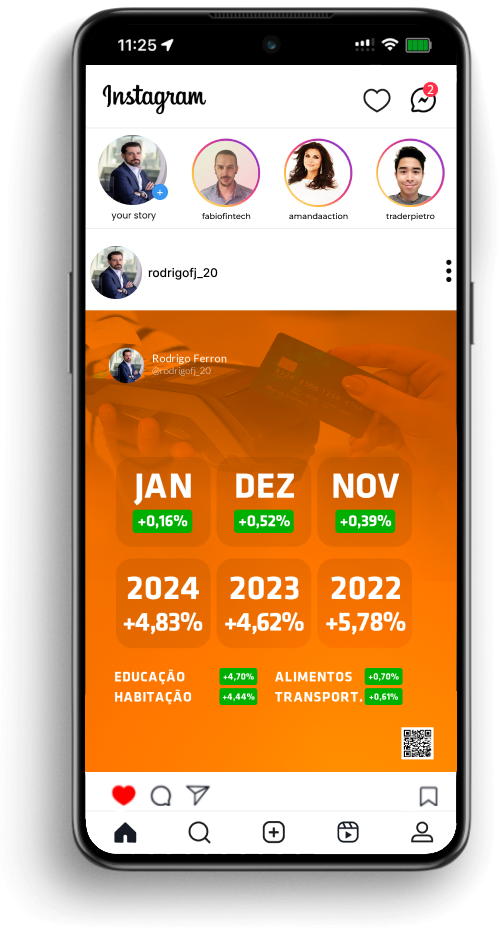 11:25
Instagram
2
your story
fabiofintech
amandaaction
traderpietro
rodrigofj_20
Rodrigo Ferron
@rodrigofj_20
JAN DEZ NOV
+0,16% +0,52% +0,39%
2024 2023 2022
+4,83% +4,62% +5,78%
EDUCAÇÃO +4,70% ALIMENTOS +0,70%
HABITAÇÃO +4,44% TRANSPORT. +0,61%